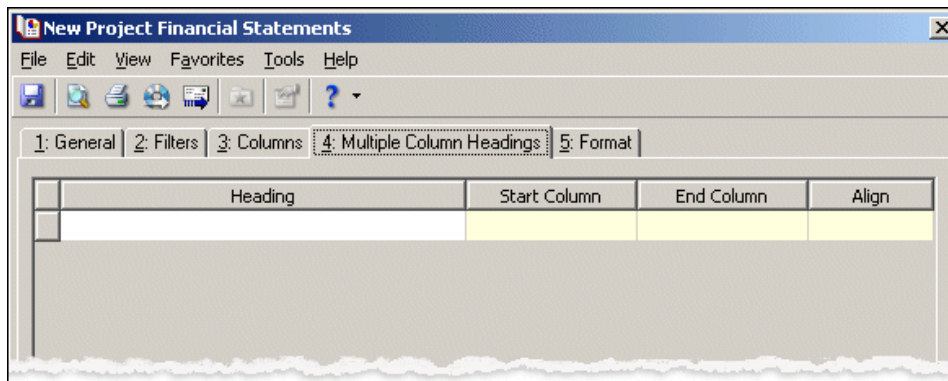 New Project Financial Statements
File Edit View Favorites Tools Help
?
1: General 2: Filters 3: Columns 4: Multiple Column Headings 5: Format
Heading Start Column End Column Align